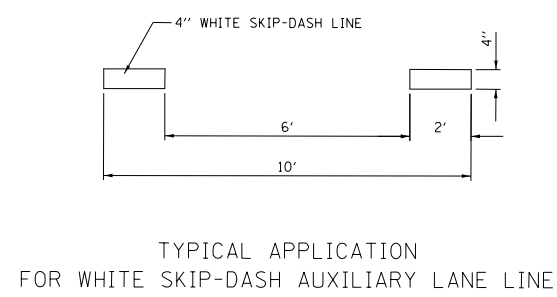 4" WHITE SKIP-DASH LINE
4"
6'
2'
10'
TYPICAL APPLICATION
FOR WHITE SKIP-DASH AUXILIARY LANE LINE